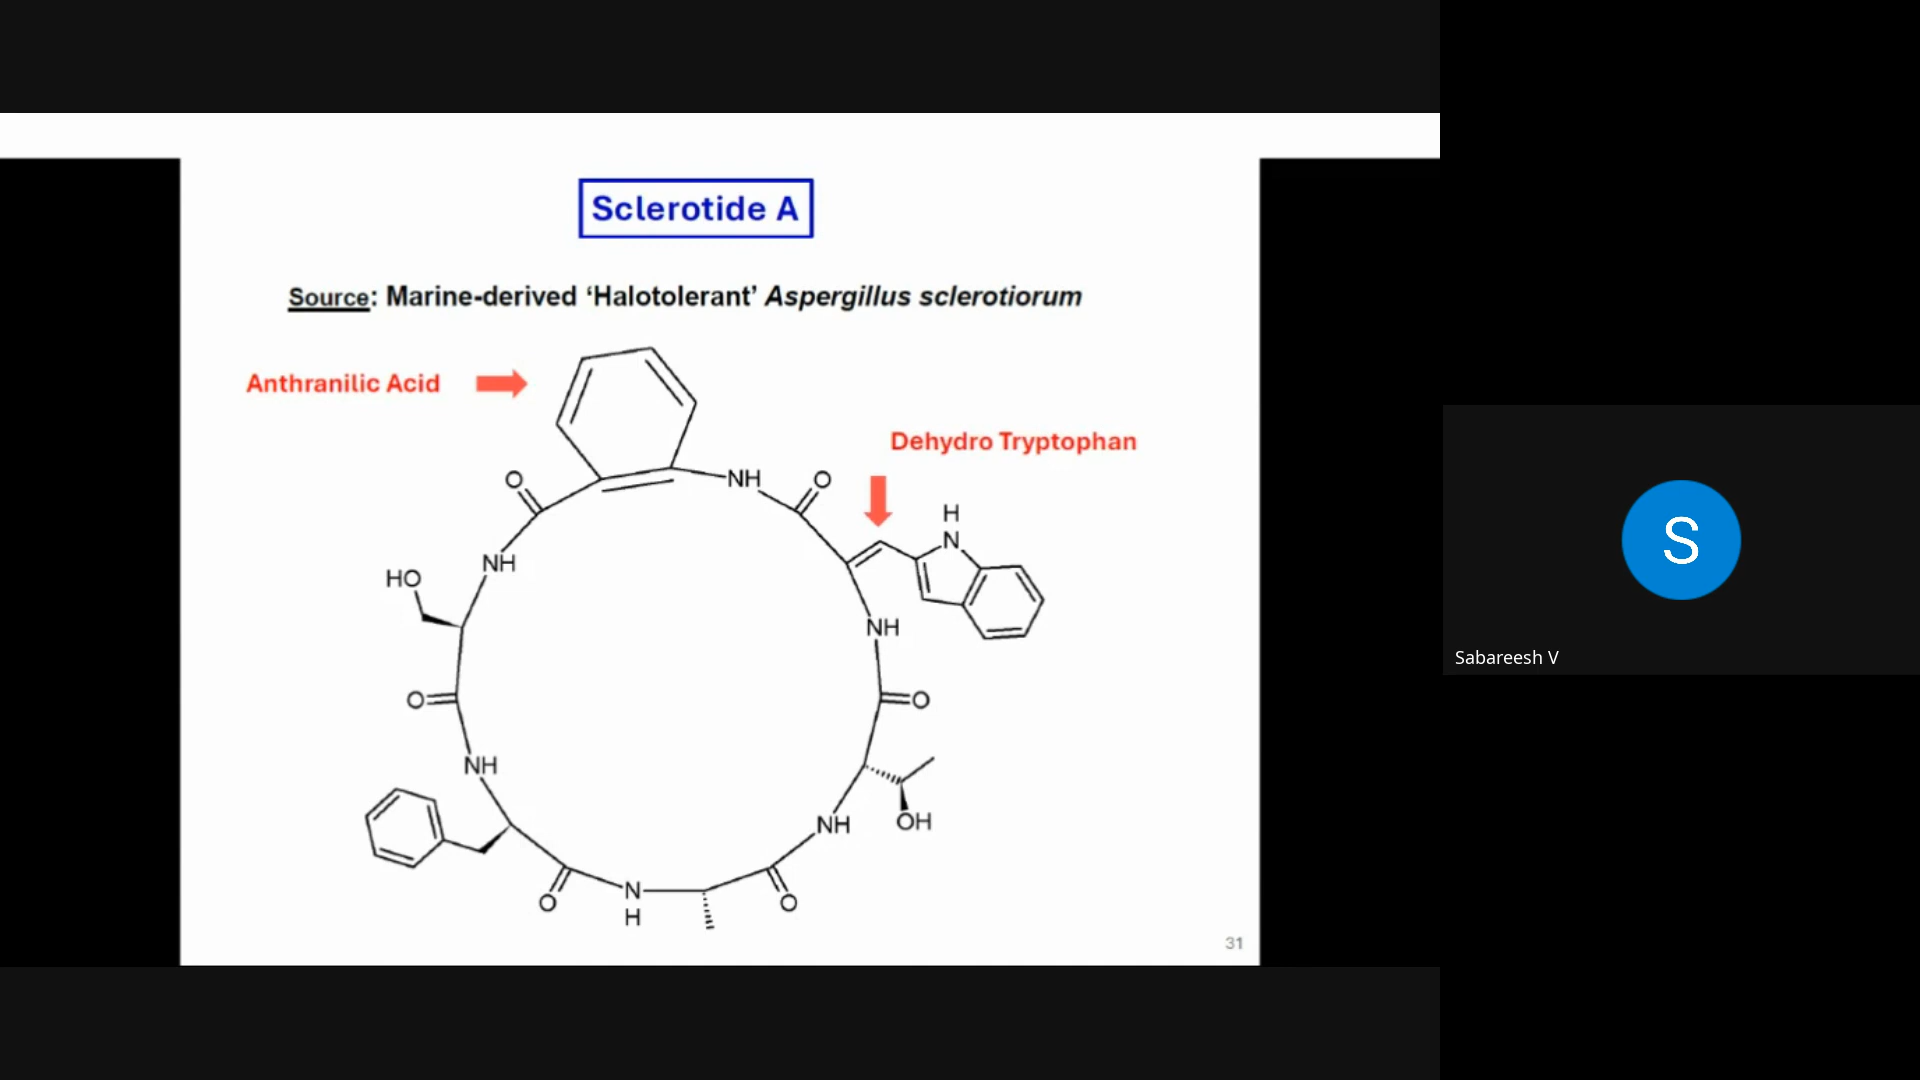 Sclerotide A
Source: Marine-derived ‘Halotolerant’ Aspergillus sclerotiorum
Anthranilic Acid
Dehydro Tryptophan
O
NH
O
H
N
NH
HO
NH
O
O
NH
NH
OH
O
N
H
O
31
S
Sabareesh V